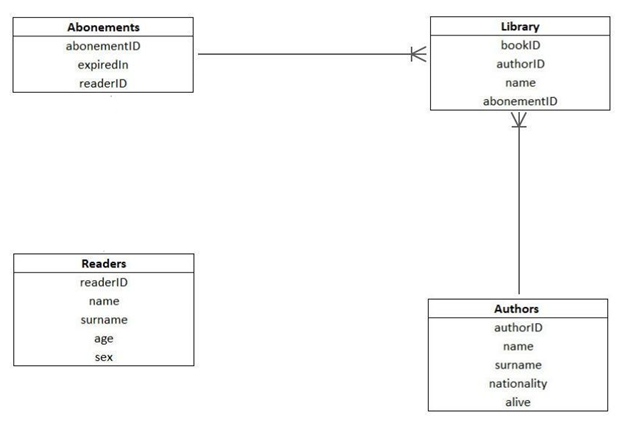 Abonements
abonementID
expiredIn
readerID
Library
bookID
authorID
name
abonementID
Readers
readerID
name
surname
age
sex
Authors
authorID
name
surname
nationality
alive